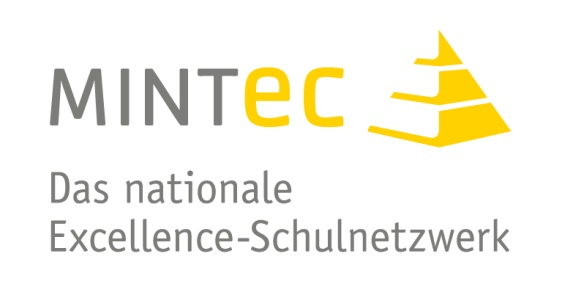 MINTeC
Das nationale
Excellence-Schulnetzwerk